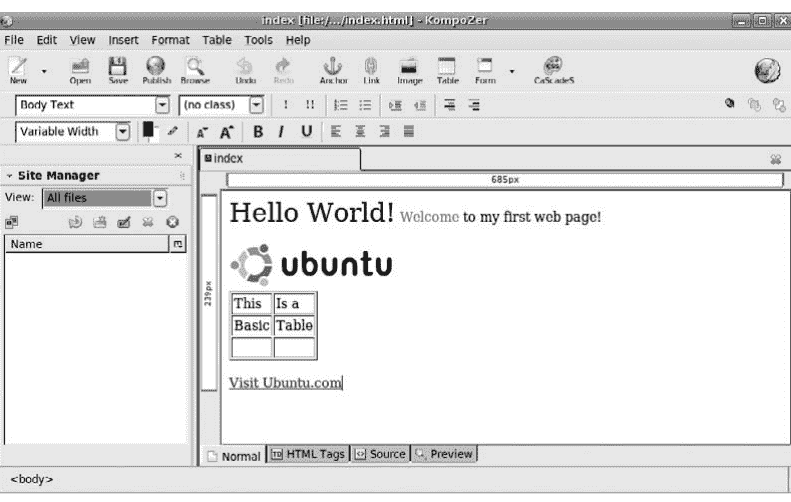 index [file:/.../index.html] - KompoZer
File Edit View Insert Format Table Tools Help
New Open Save Publish Browse Undo Redo Anchor Link Image Table Form CaScadeS
Body Text (no class) ! !!
Variable Width A A B I U
index
Site Manager
685px
View: All files
Name
239px
Hello World! Welcome to my first web page!
ubuntu
This Is a
Basic Table
Visit Ubuntu.com
Normal HTML Tags Source Preview
<body>